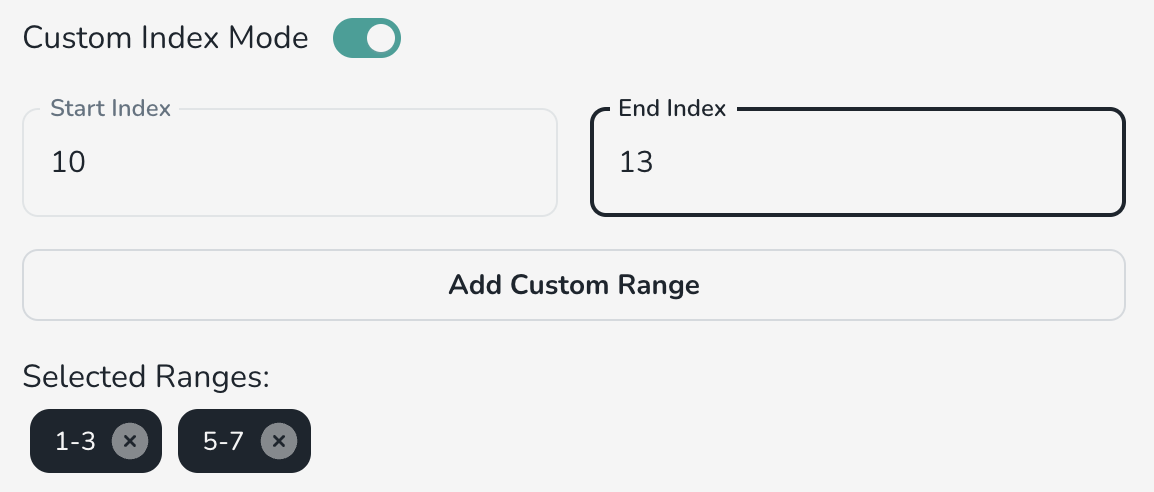 Custom Index Mode
Start Index
10
End Index
13
Add Custom Range
Selected Ranges:
1-3
5-7